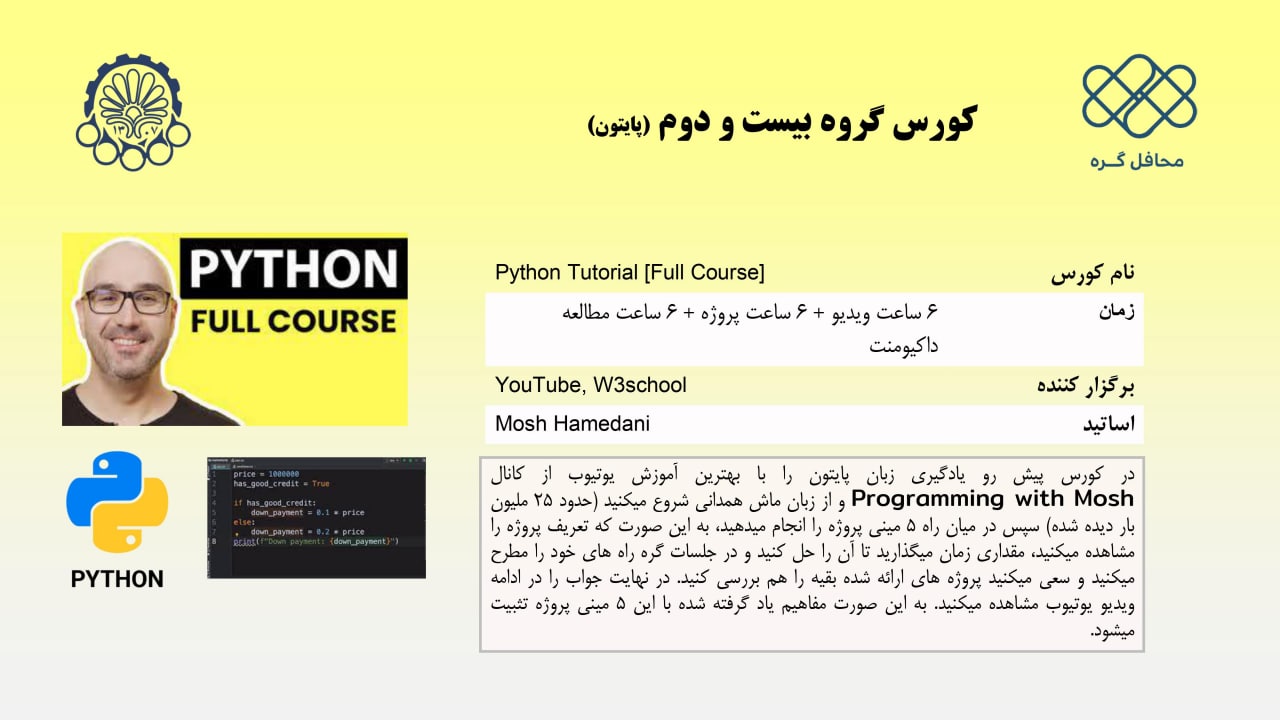 محافل گره
۱۳۰۷
کورس گروه بیست و دوم (پایتون)
PYTHON
FULL COURSE
نام کورس
Python Tutorial [Full Course]
زمان
۶ ساعت ویدیو + ۶ ساعت پروژه + ۶ ساعت مطالعه
داکیومنت
برگزار کننده
YouTube, W3school
اساتید
Mosh Hamedani
در کورس پیش رو یادگیری زبان پایتون را با بهترین آموزش یوتیوب از کانال
Programming with Mosh و از زبان ماش همدانی شروع میکنید (حدود ۲۵ ملیون
بار دیده شده) سپس در میان راه ۵ مینی پروژه را انجام میدهید، به این صورت که تعریف پروژه را
مشاهده میکنید، مقداری زمان میگذارید تا آن را حل کنید و در جلسات گره راه های خود را مطرح
میکنید و سعی میکنید پروژه های ارائه شده بقیه را هم بررسی کنید. در نهایت جواب را در ادامه
ویدیو یوتیوب مشاهده میکنید. به این صورت مفاهیم یاد گرفته شده با این ۵ مینی پروژه تثبیت
میشود.
PYTHON
1 price = 1000000
2 has_good_credit = True
3
4 if has_good_credit:
5 down_payment = 0.1 * price
6 else:
7 down_payment = 0.2 * price
8 print(f"Down payment: {down_payment}")